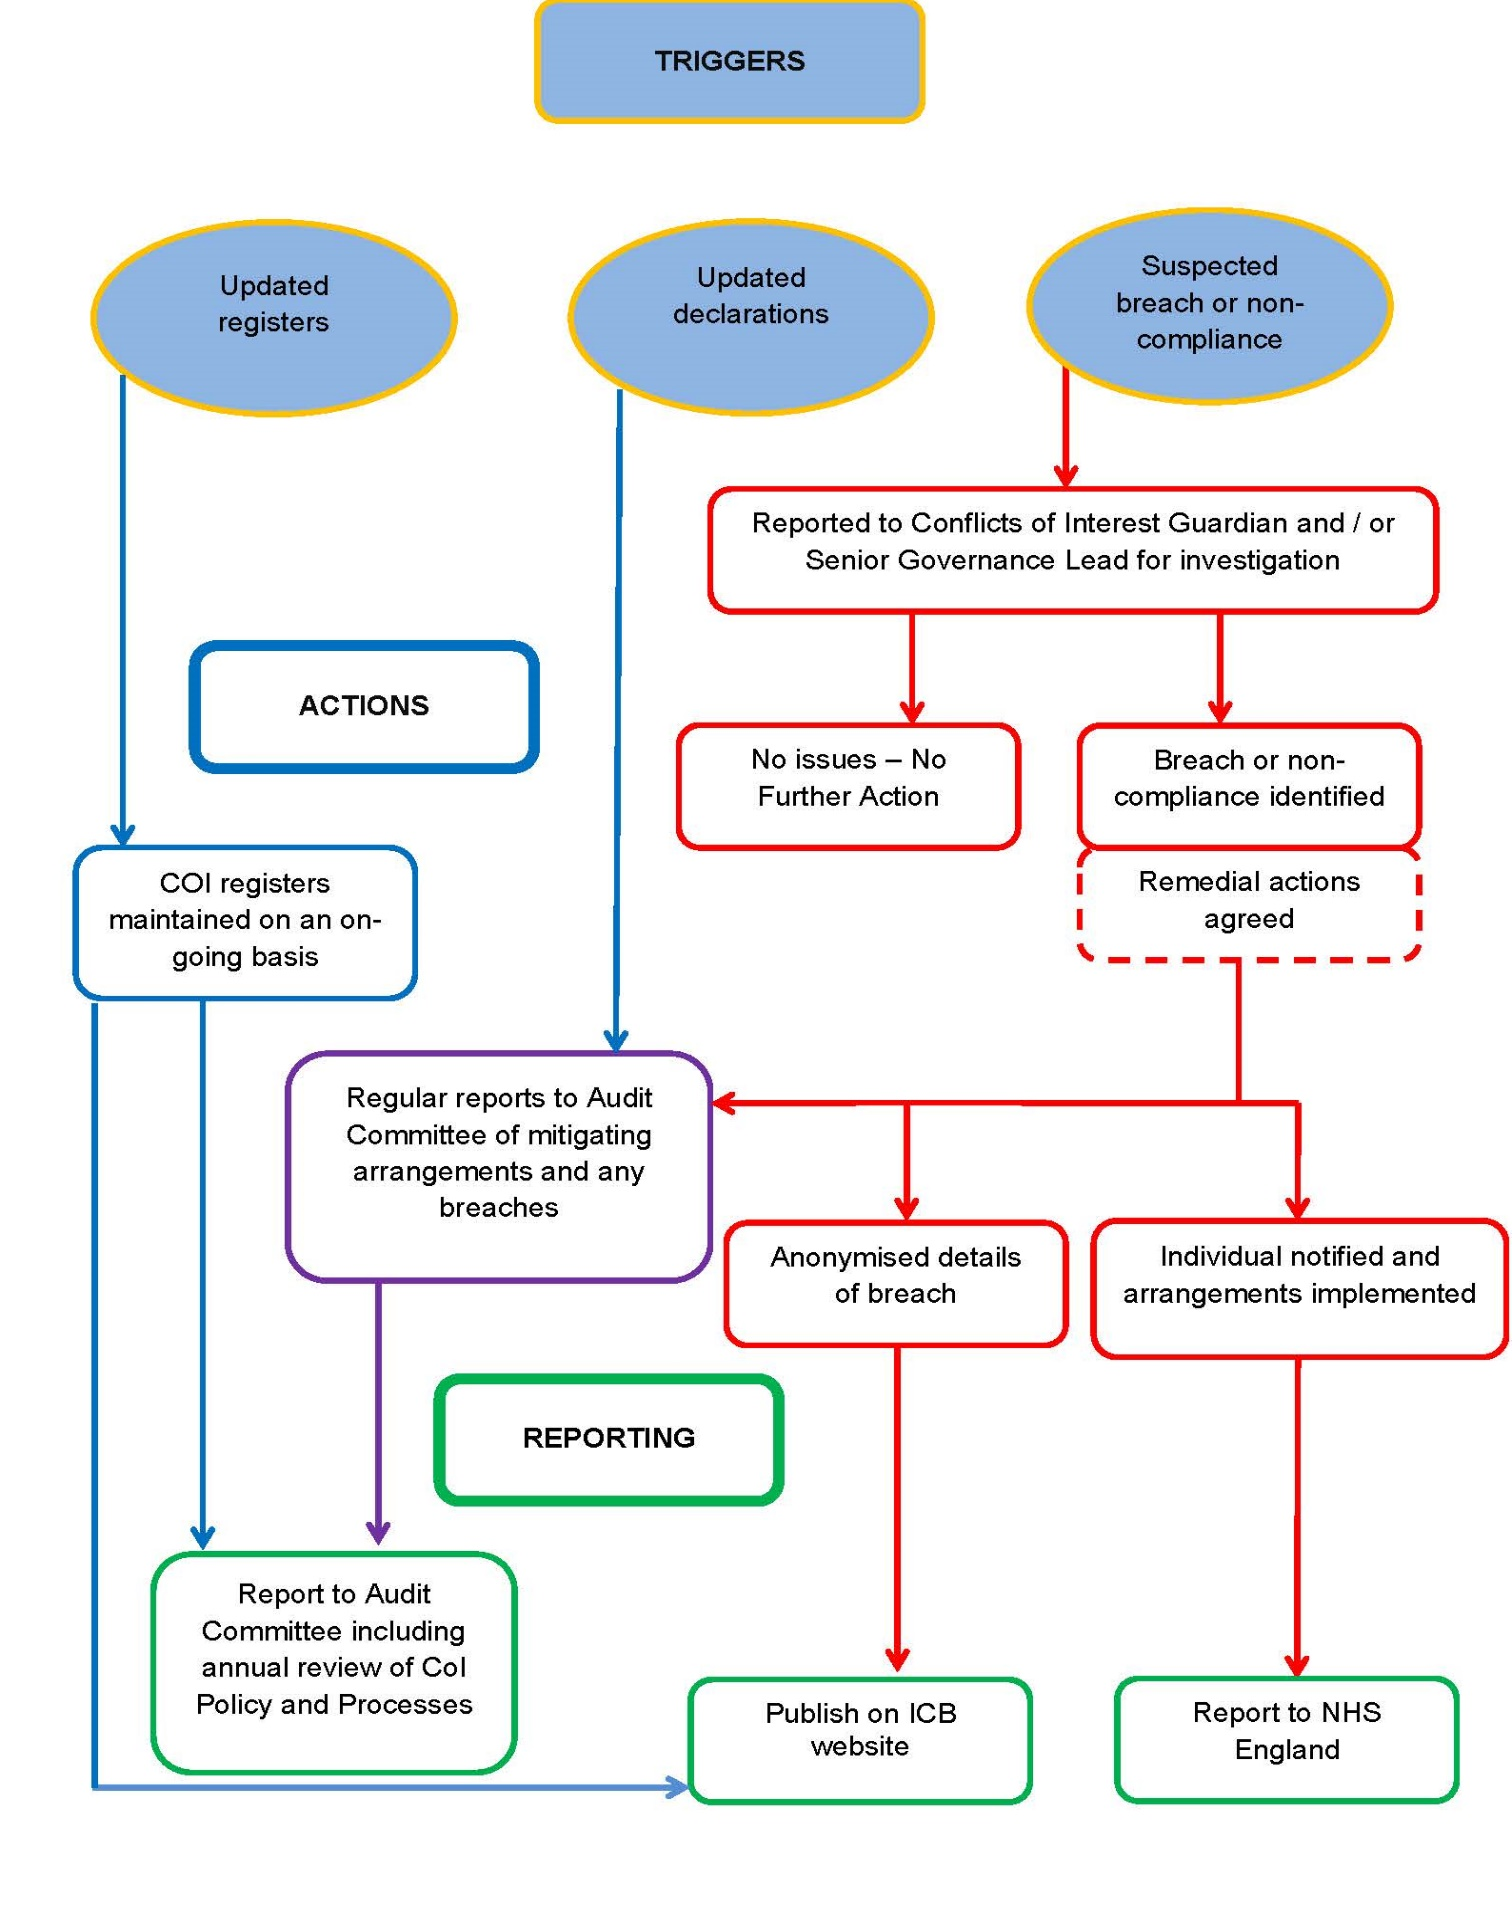 TRIGGERS
Updated
registers
Updated
declarations
Suspected
breach or non-
compliance
Reported to Conflicts of Interest Guardian and / or
Senior Governance Lead for investigation
ACTIONS
No issues – No
Further Action
Breach or non-
compliance identified
Remedial actions
agreed
COI registers
maintained on an on-
going basis
Regular reports to Audit
Committee of mitigating
arrangements and any
breaches
Anonymised details
of breach
Individual notified and
arrangements implemented
REPORTING
Report to Audit
Committee including
annual review of CoI
Policy and Processes
Publish on ICB
website
Report to NHS
England